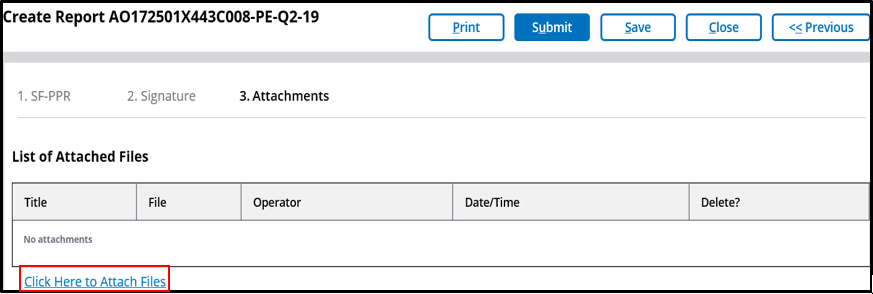 Create Report AO172501X443C008-PE-Q2-19
Print Submit Save Close << Previous
1. SF-PPR 2. Signature 3. Attachments
List of Attached Files
Title File Operator Date/Time Delete?
No attachments
Click Here to Attach Files